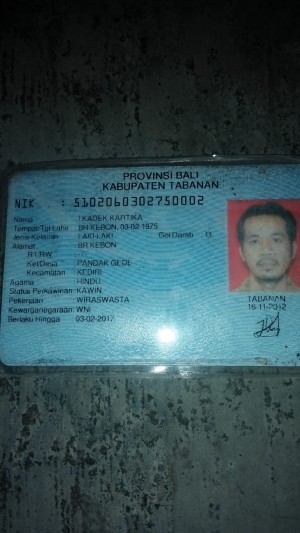 PROVINSI BALI
KABUPATEN TABANAN
NIK : 5102060302750002
Nama : I KADEK KARTIKA
Tempat/Tgl Lahir : BR KEBON, 03-02-1975
Jenis Kelamin : LAKI-LAKI Gol Darah : O
Alamat : BR KEBON
RT/RW :
Kel/Desa : PANDAK GEDE
Kecamatan : KEDIRI
Agama : HINDU
Status Perkawinan : KAWIN
Pekerjaan : WIRASWASTA
Kewarganegaraan : WNI
Berlaku Hingga : 03-02-2017
TABANAN
16-11-2012